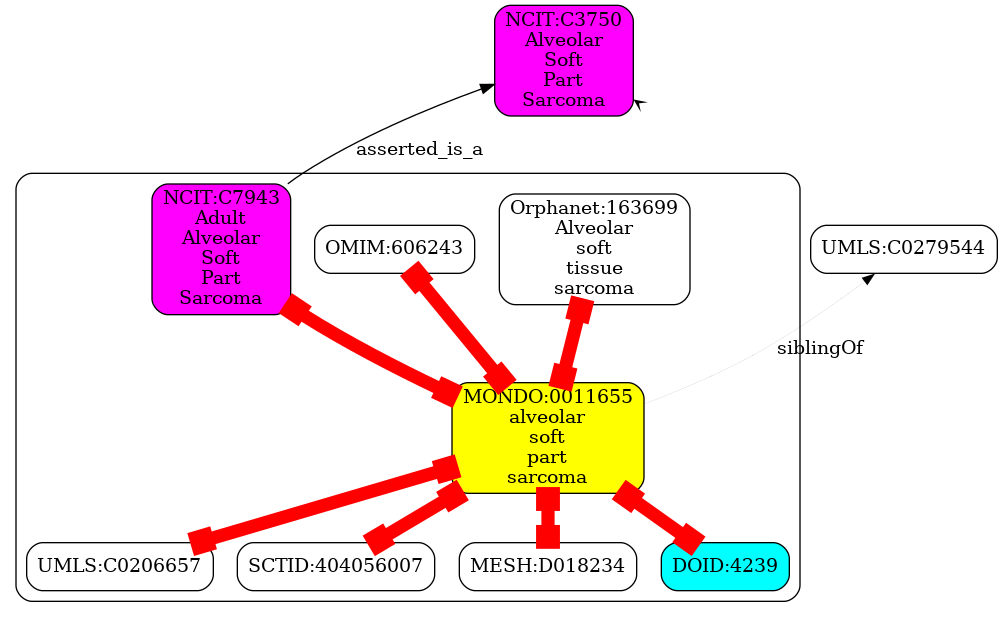 NCIT:C3750
Alveolar
Soft
Part
Sarcoma
asserted_is_a
NCIT:C7943
Adult
Alveolar
Soft
Part
Sarcoma
OMIM:606243
Orphanet:163699
Alveolar
soft
tissue
sarcoma
UMLS:C0279544
siblingOf
MONDO:0011655
alveolar
soft
part
sarcoma
UMLS:C0206657
SCTID:404056007
MESH:D018234
DOID:4239